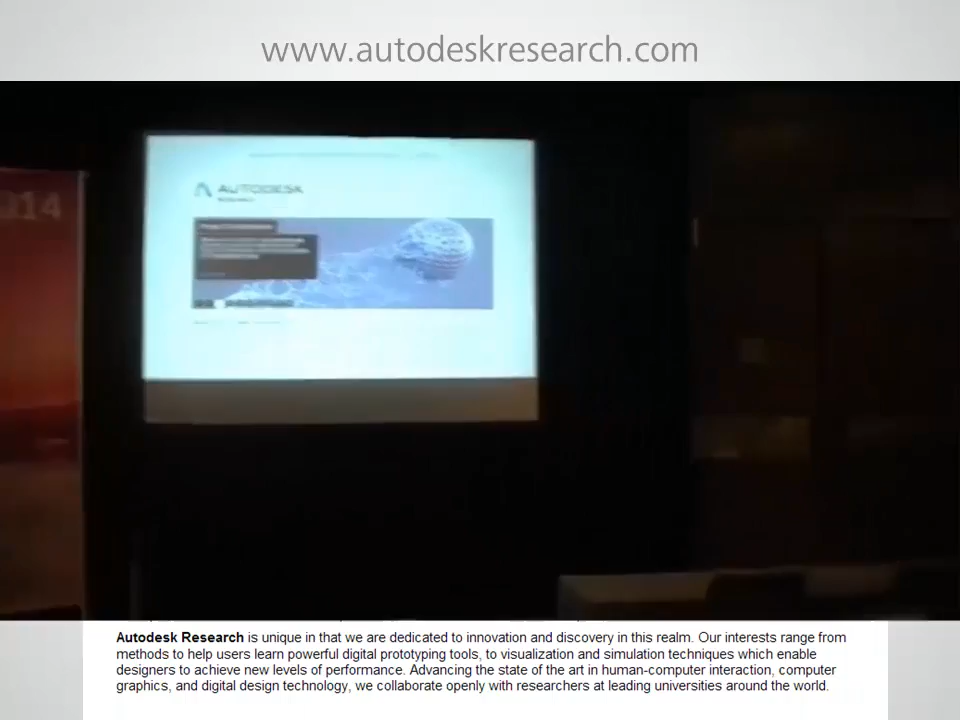 www.autodeskresearch.com
AUTODESK
014
Autodesk Research is unique in that we are dedicated to innovation and discovery in this realm. Our interests range from
methods to help users learn powerful digital prototyping tools, to visualization and simulation techniques which enable
designers to achieve new levels of performance. Advancing the state of the art in human-computer interaction, computer
graphics, and digital design technology, we collaborate openly with researchers at leading universities around the world.